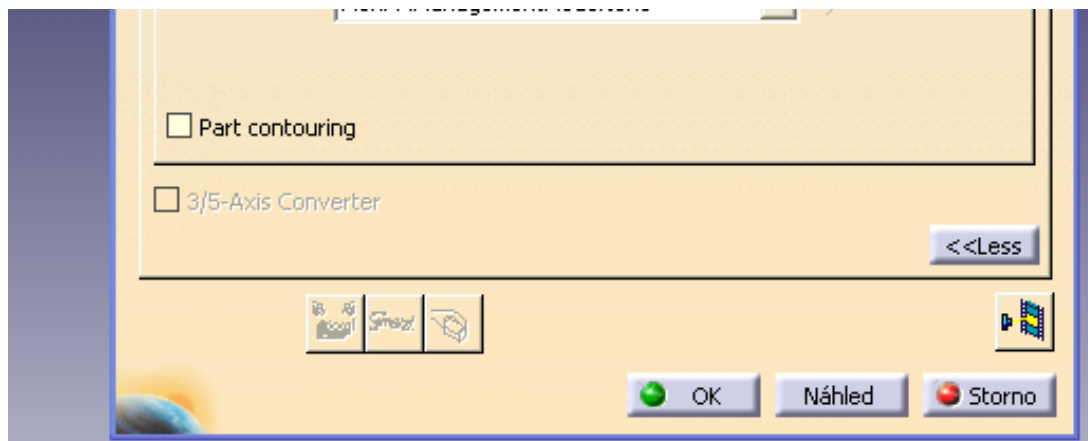 Part contouring
3/5-Axis Converter
<<Less
OK Náhled Storno